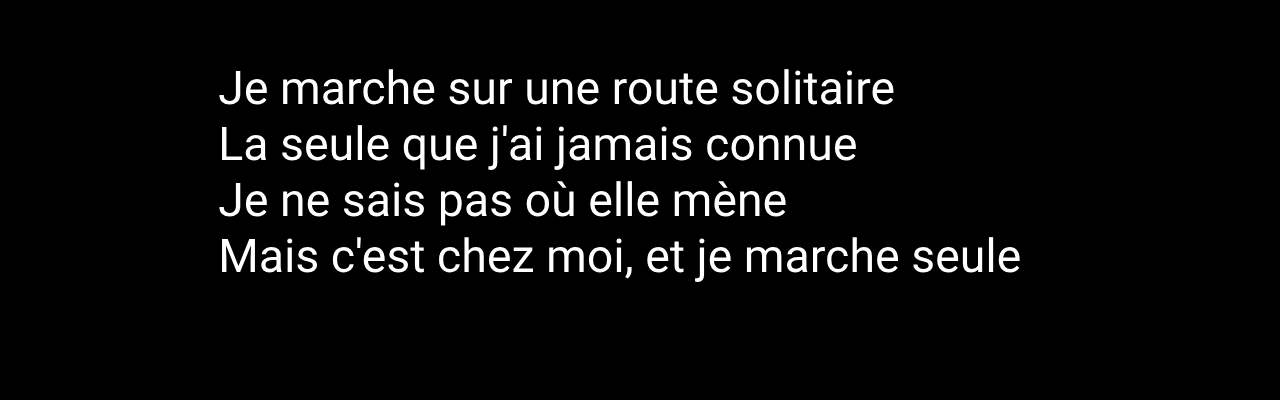 Je marche sur une route solitaire
La seule que j'ai jamais connue
Je ne sais pas où elle mène
Mais c'est chez moi, et je marche seule